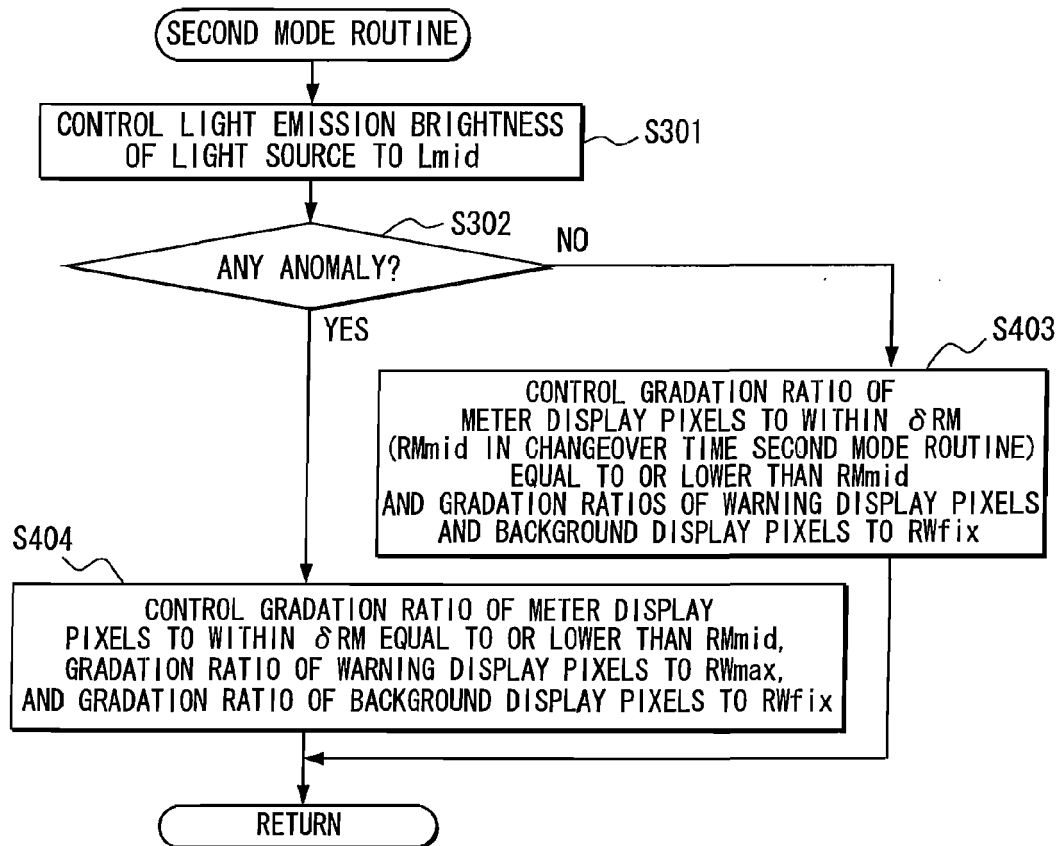 SECOND MODE ROUTINE
CONTROL LIGHT EMISSION BRIGHTNESS
OF LIGHT SOURCE TO Lmid
S301
S302
ANY ANOMALY?
NO
YES
S403
CONTROL GRADATION RATIO OF
METER DISPLAY PIXELS TO WITHIN δRM
(RMmid IN CHANGEOVER TIME SECOND MODE ROUTINE)
EQUAL TO OR LOWER THAN RMmid
AND GRADATION RATIOS OF WARNING DISPLAY PIXELS
AND BACKGROUND DISPLAY PIXELS TO RWfix
S404
CONTROL GRADATION RATIO OF METER DISPLAY
PIXELS TO WITHIN δRM EQUAL TO OR LOWER THAN RMmid,
GRADATION RATIO OF WARNING DISPLAY PIXELS TO RWmax,
AND GRADATION RATIO OF BACKGROUND DISPLAY PIXELS TO RWfix
RETURN